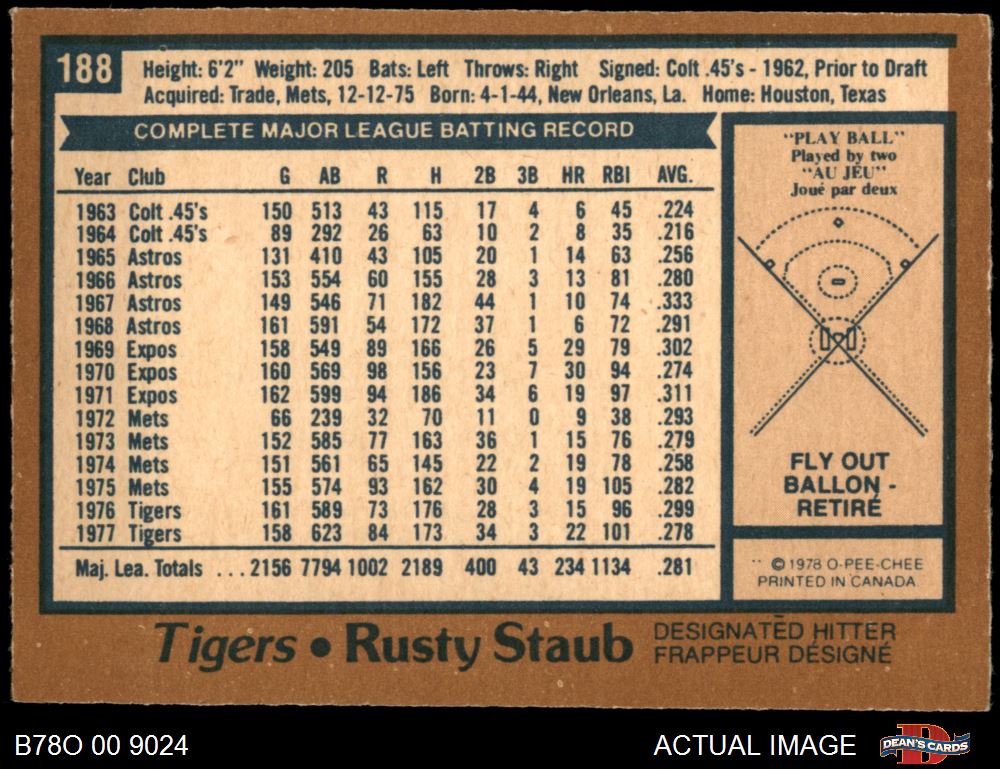 188
Height: 6'2" Weight: 205 Bats: Left Throws: Right Signed: Colt .45's - 1962, Prior to Draft
Acquired: Trade, Mets, 12-12-75 Born: 4-1-44, New Orleans, La. Home: Houston, Texas
COMPLETE MAJOR LEAGUE BATTING RECORD
Year Club G AB R H 2B 3B HR RBI AVG.
1963 Colt .45's 150 513 43 115 17 4 6 45 .224
1964 Colt .45's 89 292 26 63 10 2 8 35 .216
1965 Astros 131 410 43 105 20 1 14 63 .256
1966 Astros 153 554 60 155 28 3 13 81 .280
1967 Astros 149 546 71 182 44 1 10 74 .333
1968 Astros 161 591 54 172 37 1 6 72 .291
1969 Expos 158 549 89 166 26 5 29 79 .302
1970 Expos 160 569 98 156 23 7 30 94 .274
1971 Expos 162 599 94 186 34 6 19 97 .311
1972 Mets 66 239 32 70 11 0 9 38 .293
1973 Mets 152 585 77 163 36 1 15 76 .279
1974 Mets 151 561 65 145 22 2 19 78 .258
1975 Mets 155 574 93 162 30 4 19 105 .282
1976 Tigers 161 589 73 176 28 3 15 96 .299
1977 Tigers 158 623 84 173 34 3 22 101 .278
Maj. Lea. Totals ...2156 7794 1002 2189 400 43 234 1134 .281
"PLAY BALL"
Played by two
"AU JEU"
Joué par deux
FLY OUT
BALLON -
RETIRÉ
© 1978 O-PEE-CHEE
PRINTED IN CANADA
Tigers • Rusty Staub
DESIGNATED HITTER
FRAPPEUR DÉSIGNÉ
B78O 00 9024
ACTUAL IMAGE
DEAN'S CARDS